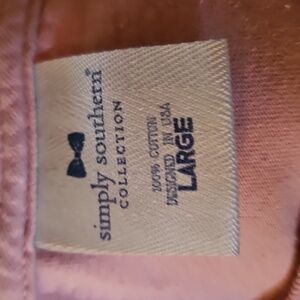 simply southern®
COLLECTION
100% COTTON
DESIGNED IN USA
LARGE